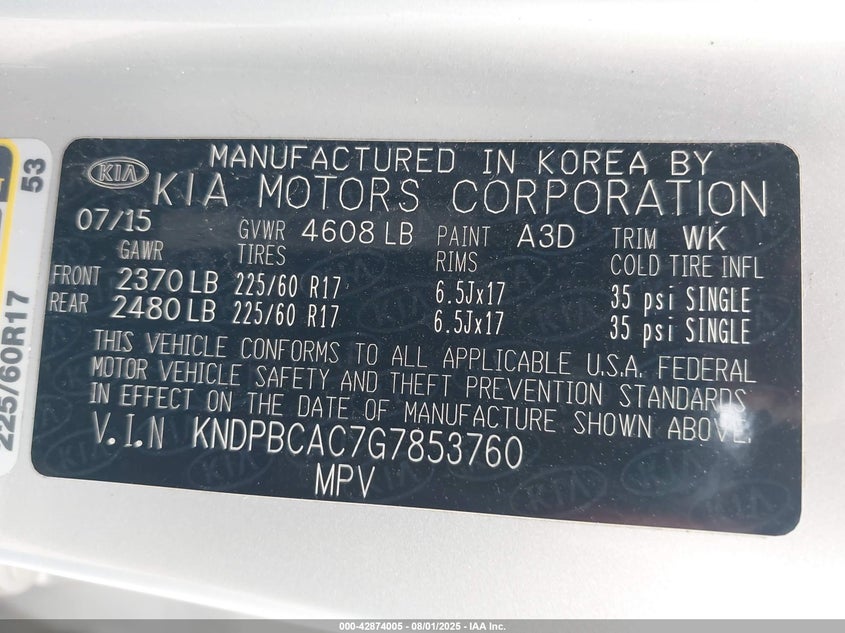 MANUFACTURED IN KOREA BY
KIA KIA MOTORS CORPORATION
07/15 GVWR 4608 LB PAINT A3D TRIM WK
GAWR TIRES RIMS COLD TIRE INFL
FRONT 2370 LB 225/60 R17 6.5Jx17 35 psi SINGLE
REAR 2480 LB 225/60 R17 6.5Jx17 35 psi SINGLE
THIS VEHICLE CONFORMS TO ALL APPLICABLE U.S.A. FEDERAL
MOTOR VEHICLE SAFETY AND THEFT PREVENTION STANDARDS
IN EFFECT ON THE DATE OF MANUFACTURE SHOWN ABOVE.
V.I.N KNDPBCAC7G7853760
MPV
53
225/60R17
000-42874005 - 08/01/2025 - IAA Inc.